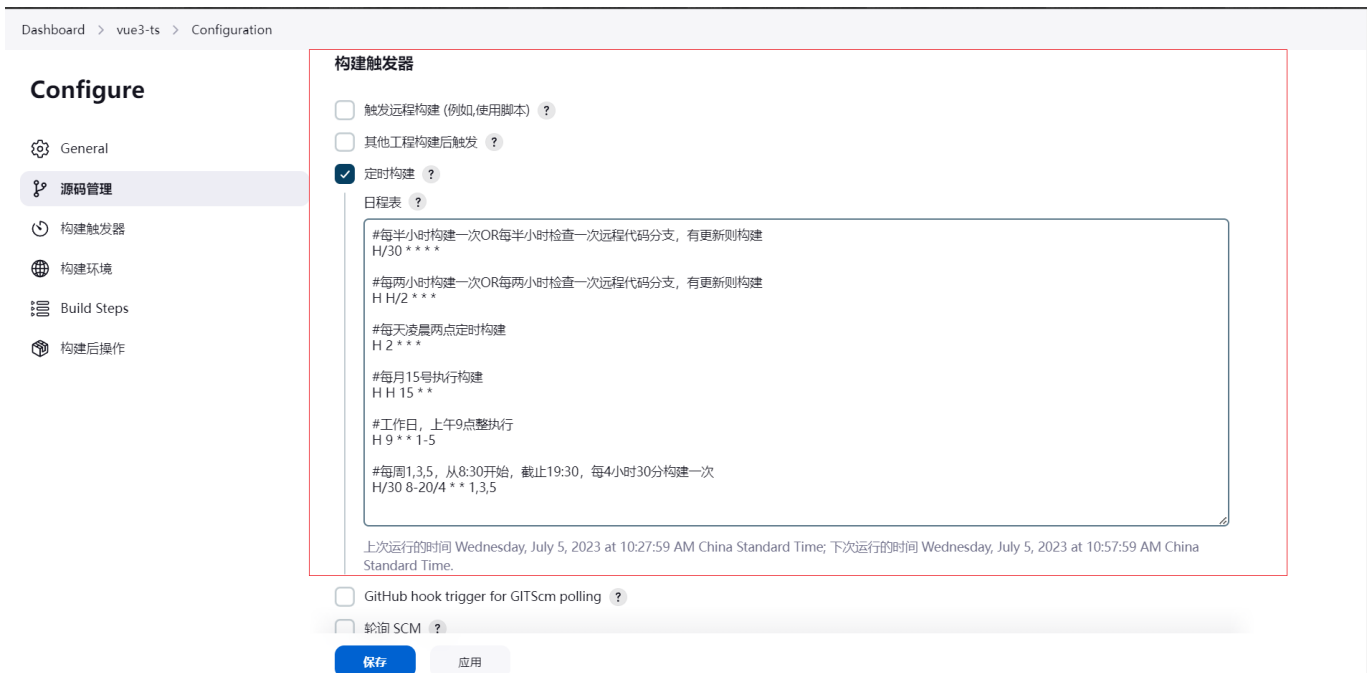 Dashboard > vue3-ts > Configuration
Configure
General
源码管理
构建触发器
构建环境
Build Steps
构建后操作
构建触发器
触发远程构建 (例如,使用脚本) ?
其他工程构建后触发 ?
定时构建 ?
日程表 ?
#每半小时构建一次OR每半小时检查一次远程代码分支，有更新则构建
H/30 * * * *
#每两小时构建一次OR每两小时检查一次远程代码分支，有更新则构建
H H/2 * * *
#每天凌晨两点定时构建
H 2 * * *
#每月15号执行构建
H H 15 * *
#工作日，上午9点整执行
H 9 * * 1-5
#每周1,3,5，从8:30开始，截止19:30，每4小时30分构建一次
H/30 8-20/4 * * 1,3,5
上次运行的时间 Wednesday, July 5, 2023 at 10:27:59 AM China Standard Time; 下次运行的时间 Wednesday, July 5, 2023 at 10:57:59 AM China
Standard Time.
GitHub hook trigger for GITScm polling ?
轮询 SCM ?
保存
应用